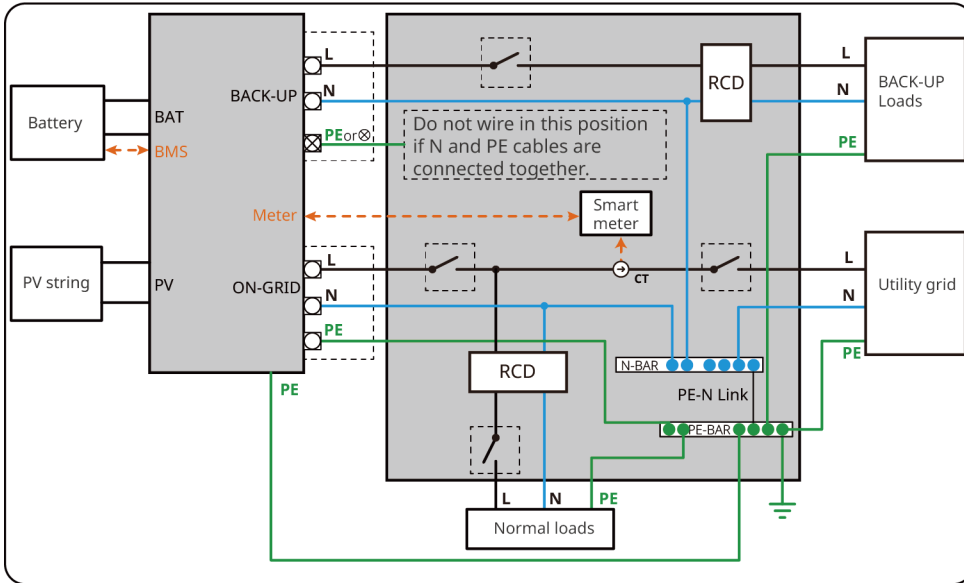 L
L
RCD
BACK-UP
Loads
N
N
BACK-UP
Battery
BAT
PEor⊗
Do not wire in this position
if N and PE cables are
connected together.
PE
BMS
Smart
meter
Meter
L
L
CT
PV string
PV
ON-GRID
N
N
Utility grid
PE
PE
N-BAR
RCD
PE
PE-N Link
PE-BAR
L
N
PE
Normal loads